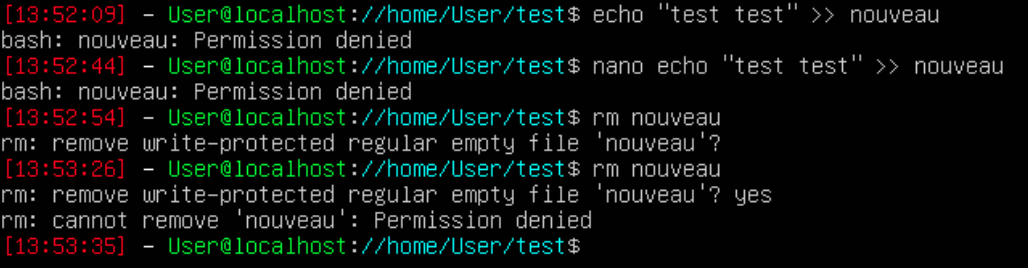 [13:52:09] - User@localhost://home/User/test$ echo "test test" >> nouveau
bash: nouveau: Permission denied
[13:52:44] - User@localhost://home/User/test$ nano echo "test test" >> nouveau
bash: nouveau: Permission denied
[13:52:54] - User@localhost://home/User/test$ rm nouveau
rm: remove write-protected regular empty file 'nouveau'?
[13:53:26] - User@localhost://home/User/test$ rm nouveau
rm: remove write-protected regular empty file 'nouveau'? yes
rm: cannot remove 'nouveau': Permission denied
[13:53:35] - User@localhost://home/User/test$